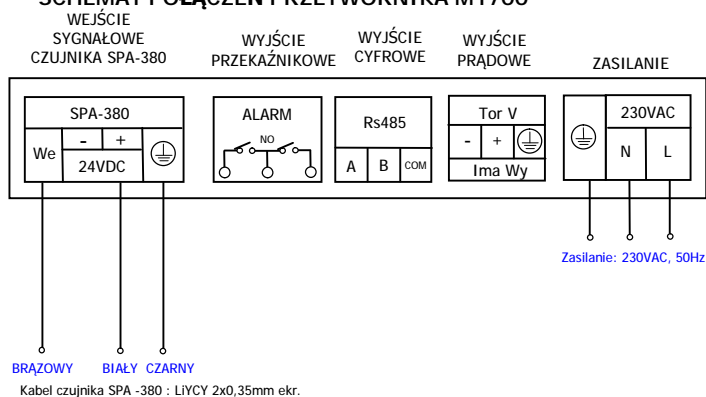 WEJŚCIE
SYGNAŁOWE
CZUJNIKA SPA-380
WYJŚCIE
PRZEKAŹNIKOWE
WYJŚCIE
CYFROWE
WYJŚCIE
PRĄDOWE
ZASILANIE
SPA-380
We
- +
24VDC
ALARM
NO
Rs485
A B COM
Tor V
- +
Ima Wy
230VAC
N L
Zasilanie: 230VAC, 50Hz
BRĄZOWY BIAŁY CZARNY
Kabel czujnika SPA -380 : LiYCY 2x0,35mm ekr.